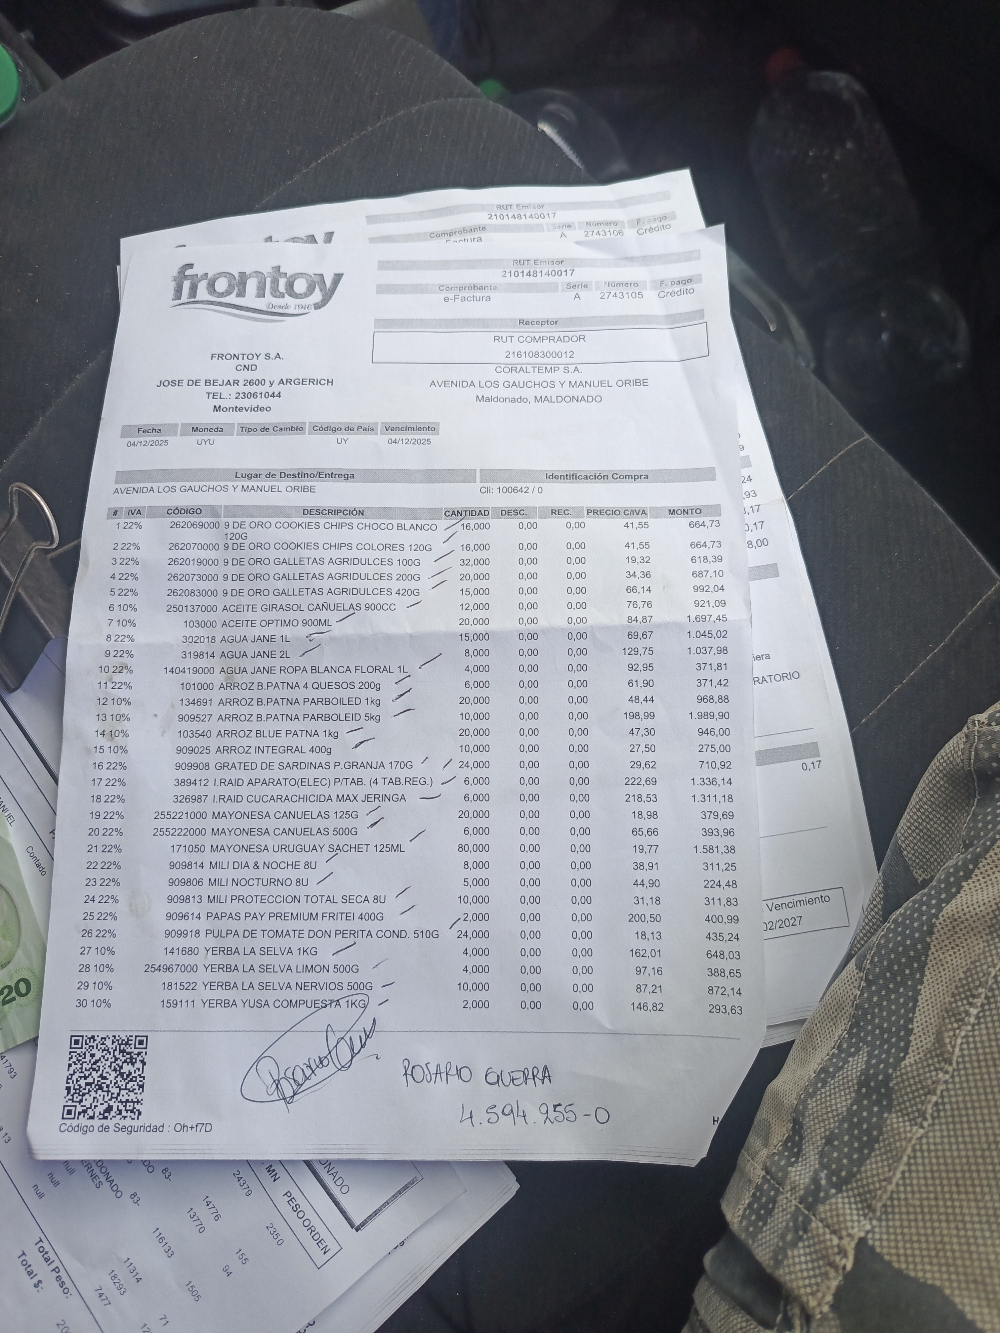 RUT Emisor
210148140017
Comprobante
Serie
Número
F. pago
A
2743106
Crédito
frontoy
Desde 1946
RUT Emisor
210148140017
Comprobante Serie Número F. pago
e-Factura A 2743105 Crédito
Receptor
RUT COMPRADOR
216108300012
CORALTEMP S.A.
AVENIDA LOS GAUCHOS Y MANUEL ORIBE
Maldonado, MALDONADO
FRONTOY S.A.
CND
JOSE DE BEJAR 2600 y ARGERICH
TEL.: 23061044
Montevideo
Fecha Moneda Tipo de Cambio Código de País Vencimiento
04/12/2025 UYU UY 04/12/2025
Lugar de Destino/Entrega Identificación Compra
AVENIDA LOS GAUCHOS Y MANUEL ORIBE Cli: 100642 / 0
# IVA CÓDIGO DESCRIPCIÓN CANTIDAD DESC. REC. PRECIO C/IVA MONTO
1 22% 262069000 9 DE ORO COOKIES CHIPS CHOCO BLANCO 16,000 0,00 0,00 41,55 664,73
120G
2 22% 262070000 9 DE ORO COOKIES CHIPS COLORES 120G 16,000 0,00 0,00 41,55 664,73
3 22% 262019000 9 DE ORO GALLETAS AGRIDULCES 100G 32,000 0,00 0,00 19,32 618,39
4 22% 262073000 9 DE ORO GALLETAS AGRIDULCES 200G 20,000 0,00 0,00 34,36 687,10
5 22% 262083000 9 DE ORO GALLETAS AGRIDULCES 420G 15,000 0,00 0,00 66,14 992,04
6 10% 250137000 ACEITE GIRASOL CAÑUELAS 900CC 12,000 0,00 0,00 76,76 921,09
7 10% 103000 ACEITE OPTIMO 900ML 20,000 0,00 0,00 84,87 1.697,45
8 22% 302018 AGUA JANE 1L 15,000 0,00 0,00 69,67 1.045,02
9 22% 319814 AGUA JANE 2L 8,000 0,00 0,00 129,75 1.037,98
10 22% 140419000 AGUA JANE ROPA BLANCA FLORAL 1L 4,000 0,00 0,00 92,95 371,81
11 22% 101000 ARROZ B.PATNA 4 QUESOS 200g 6,000 0,00 0,00 61,90 371,42
12 10% 134691 ARROZ B.PATNA PARBOILED 1kg 20,000 0,00 0,00 48,44 968,88
13 10% 909527 ARROZ B.PATNA PARBOLEID 5kg 10,000 0,00 0,00 198,99 1.989,90
14 10% 103540 ARROZ BLUE PATNA 1kg 20,000 0,00 0,00 47,30 946,00
15 10% 909025 ARROZ INTEGRAL 400g 10,000 0,00 0,00 27,50 275,00
16 22% 909908 GRATED DE SARDINAS P.GRANJA 170G 24,000 0,00 0,00 29,62 710,92
17 22% 389412 I.RAID APARATO(ELEC) P/TAB. (4 TAB.REG.) 6,000 0,00 0,00 222,69 1.336,14
18 22% 326987 I.RAID CUCARACHICIDA MAX JERINGA 6,000 0,00 0,00 218,53 1.311,18
19 22% 255221000 MAYONESA CANUELAS 125G 20,000 0,00 0,00 18,98 379,69
20 22% 255222000 MAYONESA CANUELAS 500G 6,000 0,00 0,00 65,66 393,96
21 22% 171050 MAYONESA URUGUAY SACHET 125ML 80,000 0,00 0,00 19,77 1.581,38
22 22% 909814 MILI DIA & NOCHE 8U 8,000 0,00 0,00 38,91 311,25
23 22% 909806 MILI NOCTURNO 8U 5,000 0,00 0,00 44,90 224,48
24 22% 909813 MILI PROTECCION TOTAL SECA 8U 10,000 0,00 0,00 31,18 311,83
25 22% 909614 PAPAS PAY PREMIUM FRITEI 400G 2,000 0,00 0,00 200,50 400,99
26 22% 909918 PULPA DE TOMATE DON PERITA COND. 510G 24,000 0,00 0,00 18,13 435,24
27 10% 141680 YERBA LA SELVA 1KG 4,000 0,00 0,00 162,01 648,03
28 10% 254967000 YERBA LA SELVA LIMON 500G 4,000 0,00 0,00 97,16 388,65
29 10% 181522 YERBA LA SELVA NERVIOS 500G 10,000 0,00 0,00 87,21 872,14
30 10% 159111 YERBA YUSA COMPUESTA 1KG 2,000 0,00 0,00 146,82 293,63
ROSARIO GUERRA
4.594.255-0
Código de Seguridad : Oh+f7D
8,00
RATORIO
0,17
Vencimiento
02/2027
Contado
20
24379
2350
MN PESO ORDEN
14776
13770
155
94
116133
1505
11314
18293
7477
71
null
null
Total Peso:
Total $: